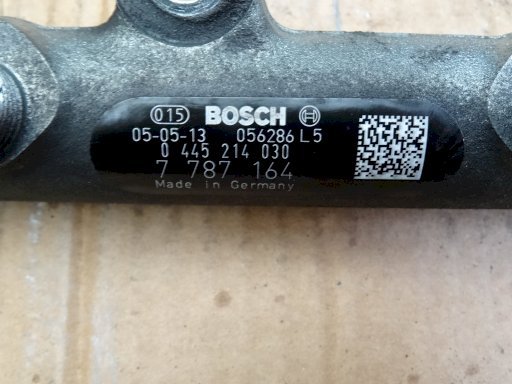 015 BOSCH
05-05-13 056286 L5
0 445 214 030
7 787 164
Made in Germany